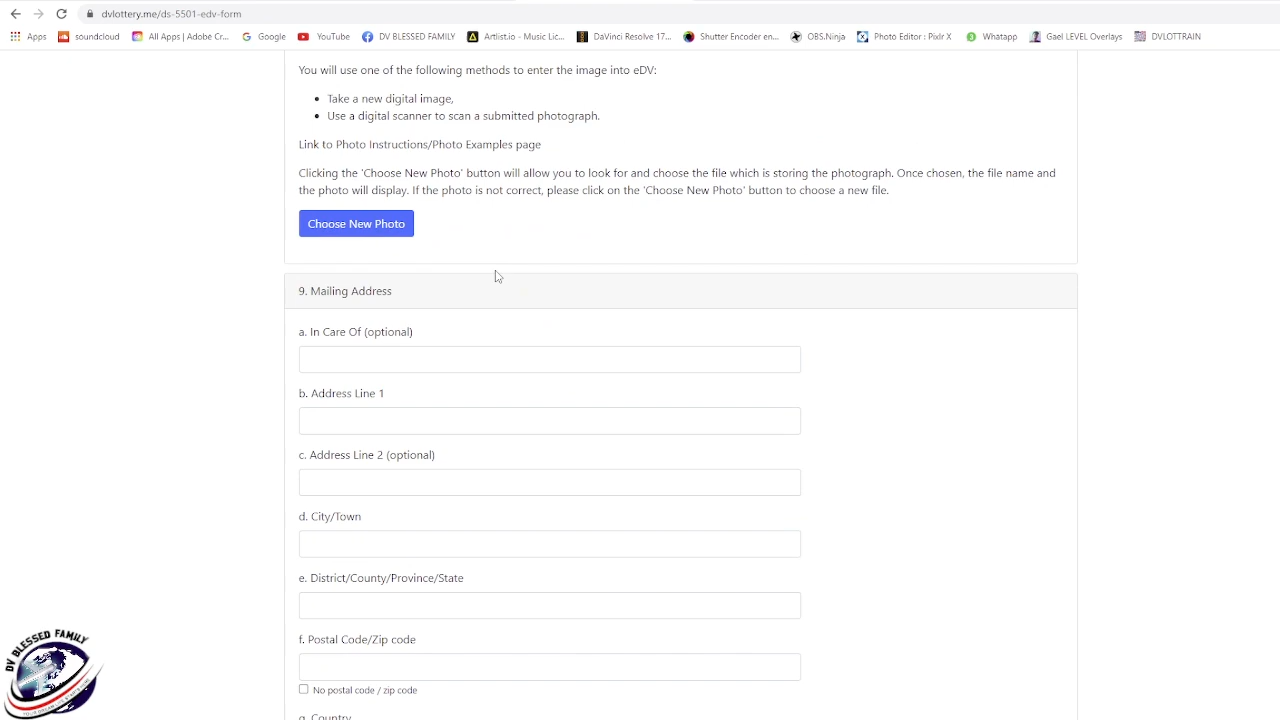 dvlottery.me/ds-5501-edv-form
Apps soundcloud All Apps | Adobe Cr... Google YouTube DV BLESSED FAMILY Artlist.io - Music Lic... DaVinci Resolve 17... Shutter Encoder en... OBS.Ninja Photo Editor : Pixlr X Whatapp Gael LEVEL Overlays DVLOTTRAIN
You will use one of the following methods to enter the image into eDV:
Take a new digital image,
Use a digital scanner to scan a submitted photograph.
Link to Photo Instructions/Photo Examples page
Clicking the 'Choose New Photo' button will allow you to look for and choose the file which is storing the photograph. Once chosen, the file name and
the photo will display. If the photo is not correct, please click on the 'Choose New Photo' button to choose a new file.
Choose New Photo
9. Mailing Address
a. In Care Of (optional)
b. Address Line 1
c. Address Line 2 (optional)
d. City/Town
e. District/County/Province/State
f. Postal Code/Zip code
No postal code / zip code
g. Country
DV BLESSED FAMILY